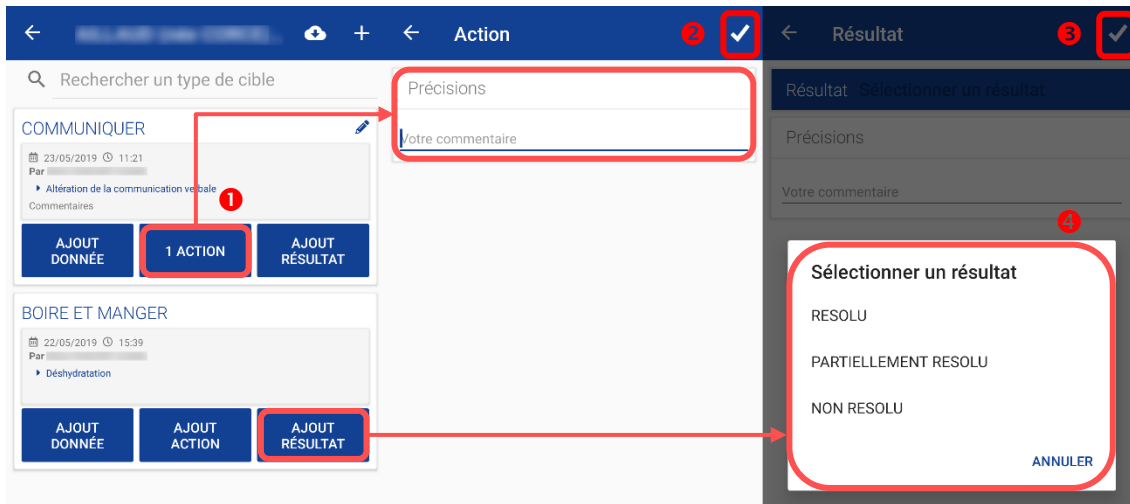 Rechercher un type de cible
COMMUNIQUER
23/05/2019 11:21
Par
Altération de la communication verbale
Commentaires
1
AJOUT
DONNÉE
1 ACTION
AJOUT
RÉSULTAT
BOIRE ET MANGER
22/05/2019 15:39
Par
Déshydratation
AJOUT
DONNÉE
AJOUT
ACTION
AJOUT
RÉSULTAT
Action
2
Précisions
Votre commentaire
Résultat
3
Résultat Sélectionner un résultat
Précisions
Votre commentaire
4
Sélectionner un résultat
RESOLU
PARTIELLEMENT RESOLU
NON RESOLU
ANNULER